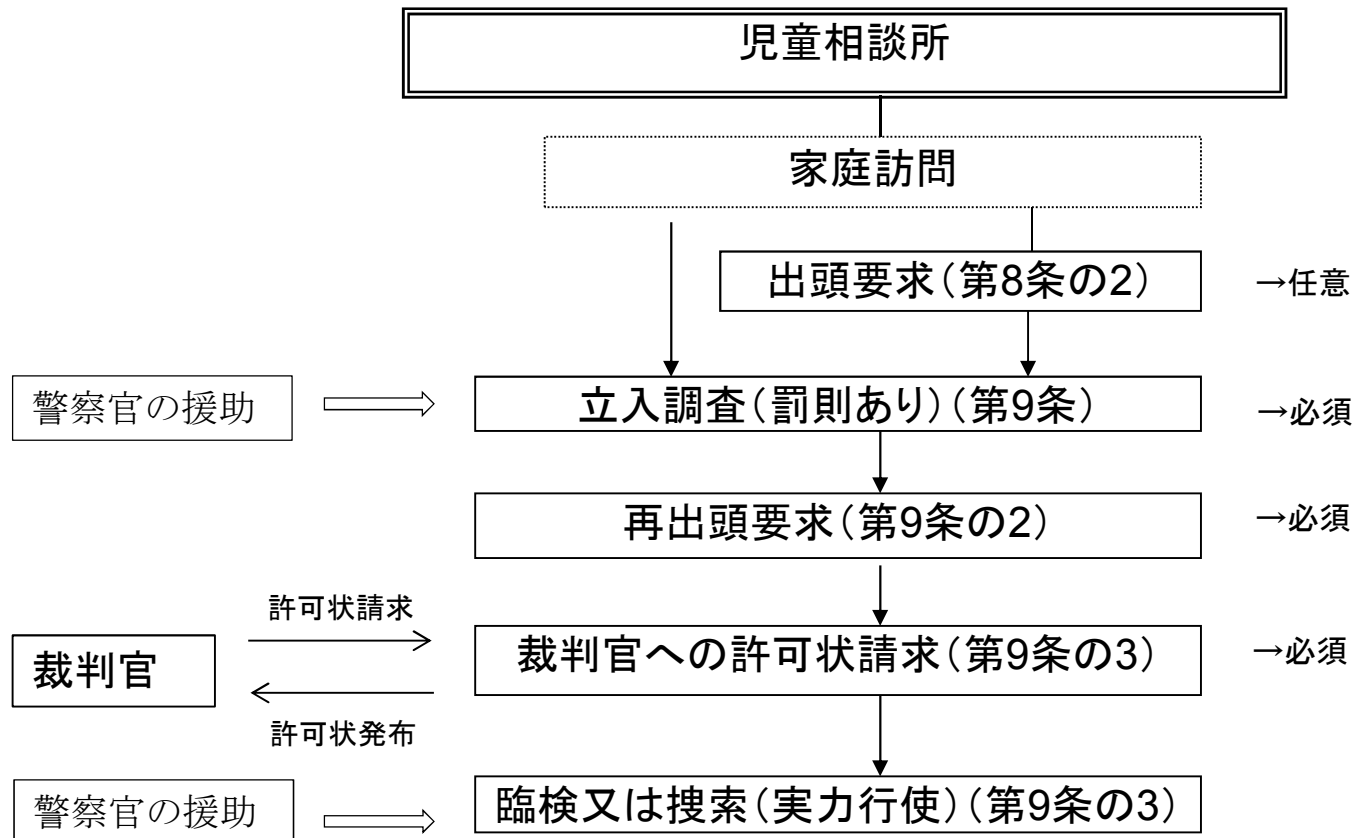 児童相談所
家庭訪問
出頭要求（第8条の2）
→任意
警察官の援助
立入調査（罰則あり）（第9条）
→必須
再出頭要求（第9条の2）
→必須
許可状請求
裁判官
裁判官への許可状請求（第9条の3）
→必須
許可状発布
警察官の援助
臨検又は捜索（実力行使）（第9条の3）